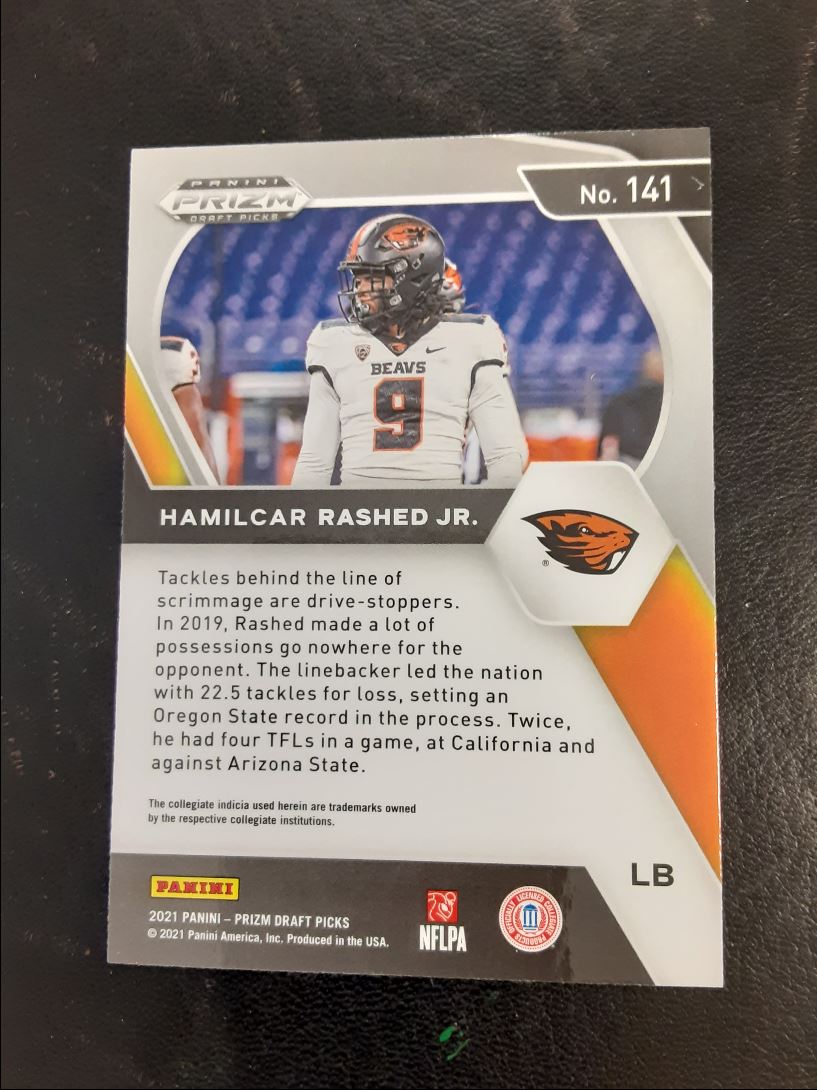 PANINI
PRIZM
DRAFT PICKS
No. 141
BEAVS
9
HAMILCAR RASHED JR.
®
Tackles behind the line of
scrimmage are drive-stoppers.
In 2019, Rashed made a lot of
possessions go nowhere for the
opponent. The linebacker led the nation
with 22.5 tackles for loss, setting an
Oregon State record in the process. Twice,
he had four TFLs in a game, at California and
against Arizona State.
The collegiate indicia used herein are trademarks owned
by the respective collegiate institutions.
LB
PANINI
2021 PANINI – PRIZM DRAFT PICKS
© 2021 Panini America, Inc. Produced in the USA.
NFLPA
OFFICIALLY LICENSED COLLEGIATE PRODUCTS